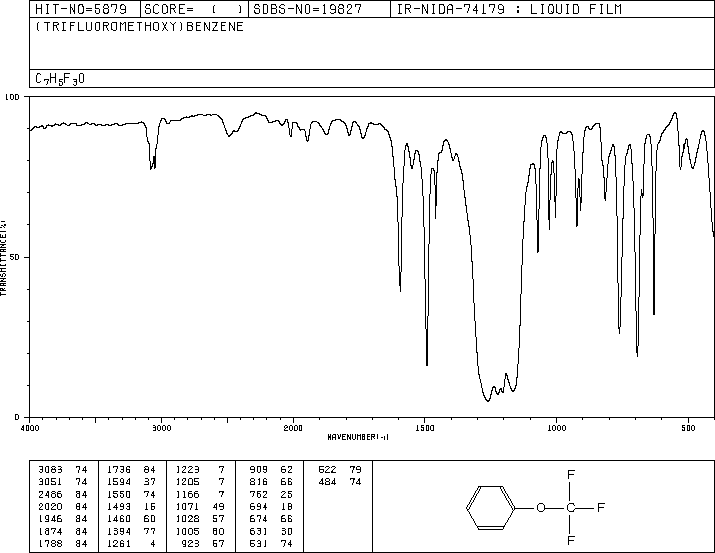 HIT-NO=5879 SCORE= ( ) SDBS-NO=19827 IR-NIDA-74179 : LIQUID FILM
(TRIFLUOROMETHOXY)BENZENE
C7H5F3O
100
50
0
TRANSMITTANCE(%)
4000 3000 2000 1500 1000 500
WAVENUMBER(-1)
3083 74 1736 84 1223 7 909 62 522 79
3051 74 1594 37 1205 7 816 66 484 74
2486 84 1550 74 1166 7 762 25
2020 84 1493 16 1071 49 694 18
1946 84 1460 60 1028 57 674 66
1874 84 1394 77 1005 60 631 30
1788 84 1261 4 923 57 531 74
F
O C F
F